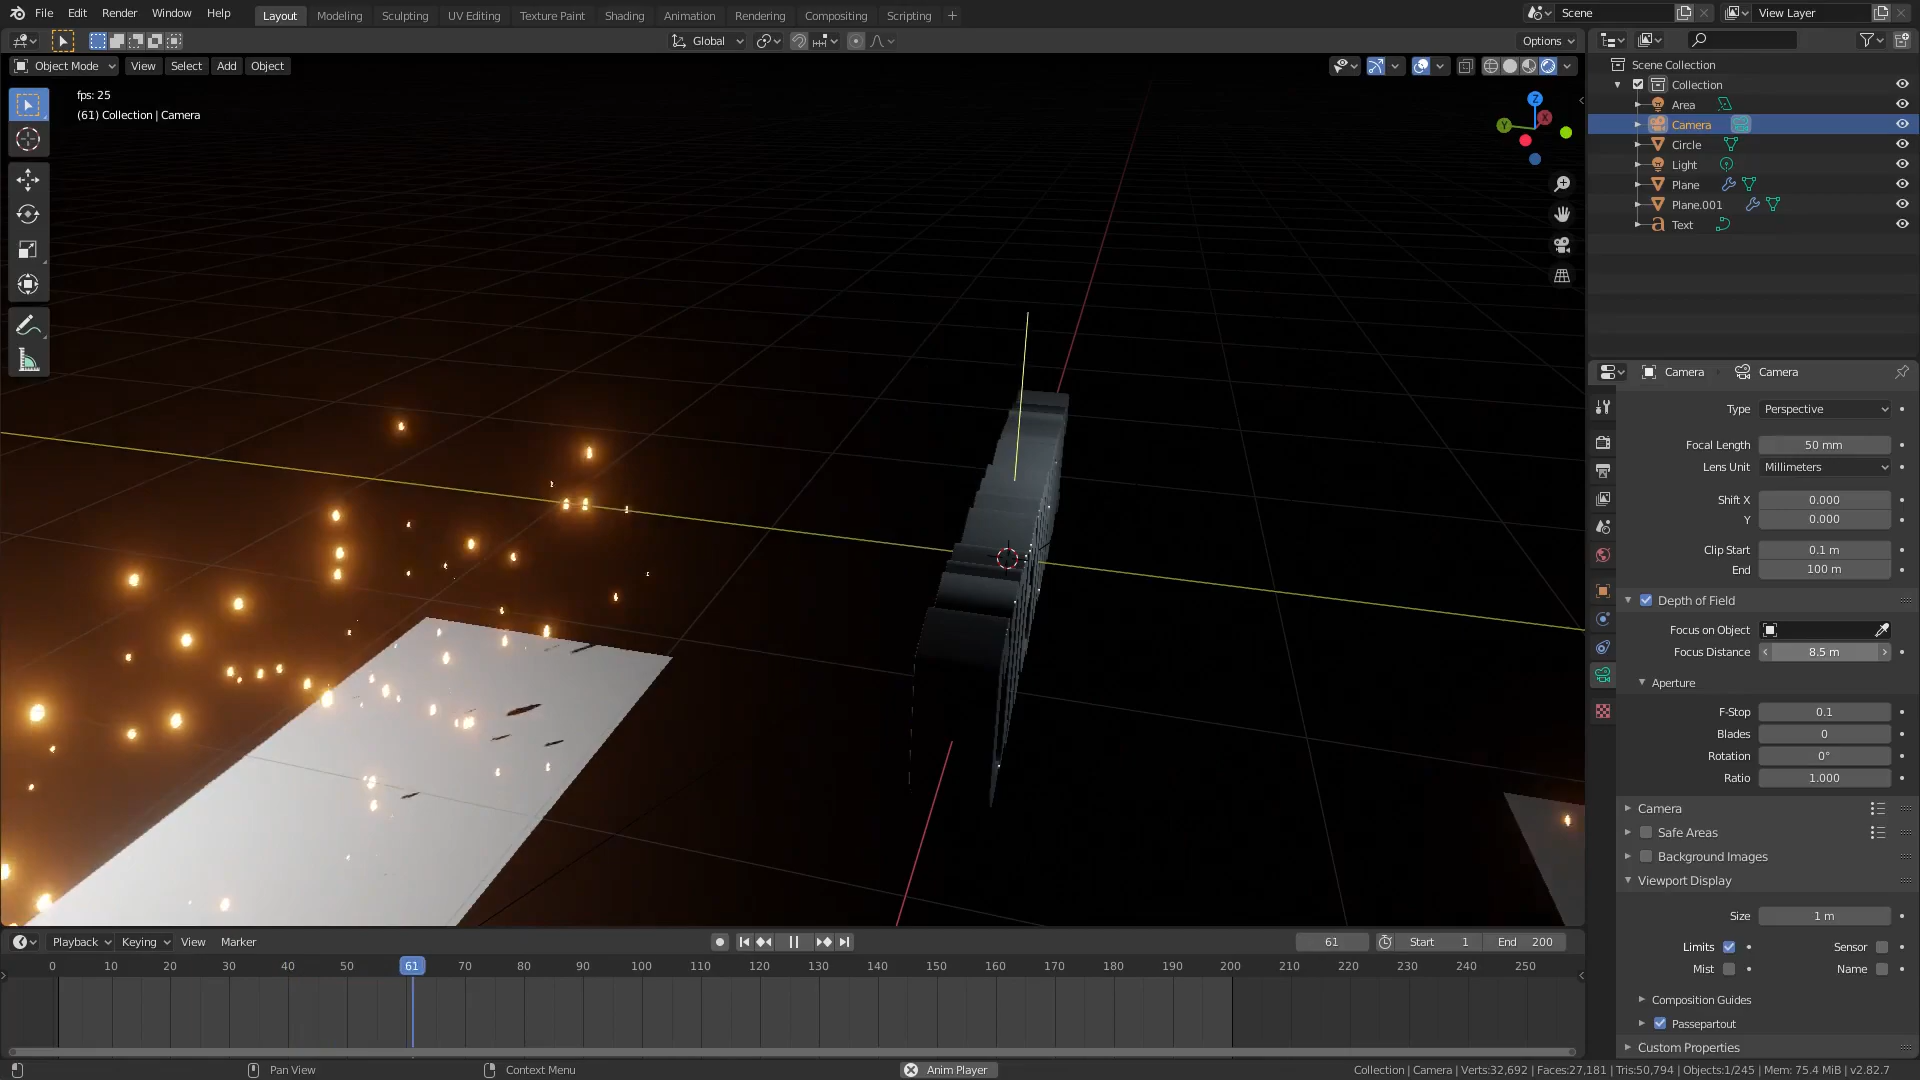 File Edit Render Window Help Layout Modeling Sculpting UV Editing Texture Paint Shading Animation Rendering Compositing Scripting + Scene View Layer
Global Options
Object Mode View Select Add Object
fps: 25
(61) Collection | Camera
Z
Y
X
Scene Collection
Collection
Area
Camera
Circle
Light
Plane
Plane.001
Text
Camera Camera
Type Perspective
Focal Length 50 mm
Lens Unit Millimeters
Shift X 0.000
Y 0.000
Clip Start 0.1 m
End 100 m
Depth of Field
Focus on Object
Focus Distance 8.5 m
Aperture
F-Stop 0.1
Blades 0
Rotation 0°
Ratio 1.000
Camera
Safe Areas
Background Images
Viewport Display
Size 1 m
Limits Sensor
Mist Name
Composition Guides
Passepartout
Custom Properties
Playback Keying View Marker 61 Start 1 End 200
0 10 20 30 40 50 61 70 80 90 100 110 120 130 140 150 160 170 180 190 200 210 220 230 240 250
Pan View Context Menu Anim Player Collection | Camera | Verts:32,692 | Faces:27,181 | Tris:50,794 | Objects:1/245 | Mem: 75.4 MiB | v2.82.7